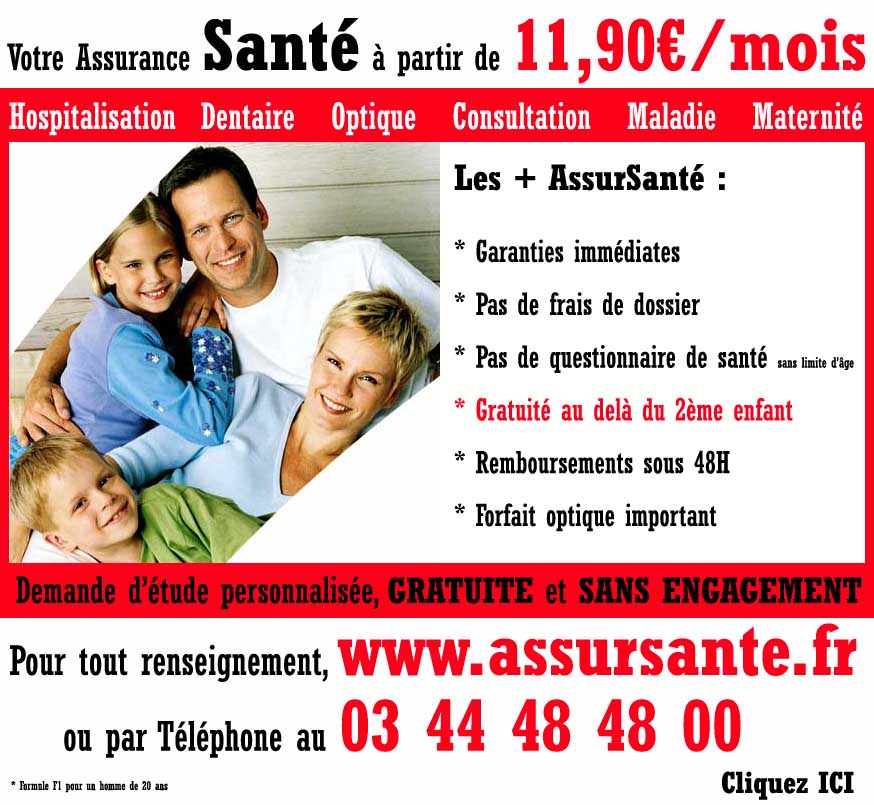 Votre Assurance Santé à partir de 11,90€/mois
Hospitalisation Dentaire Optique Consultation Maladie Maternité
Les + AssurSanté :
* Garanties immédiates
* Pas de frais de dossier
* Pas de questionnaire de santé sans limite d'âge
* Gratuité au delà du 2ème enfant
* Remboursements sous 48H
* Forfait optique important
Demande d'étude personnalisée, GRATUITE et SANS ENGAGEMENT
Pour tout renseignement, www.assursante.fr
ou par Téléphone au 03 44 48 48 00
* Formule F1 pour un homme de 20 ans
Cliquez ICI